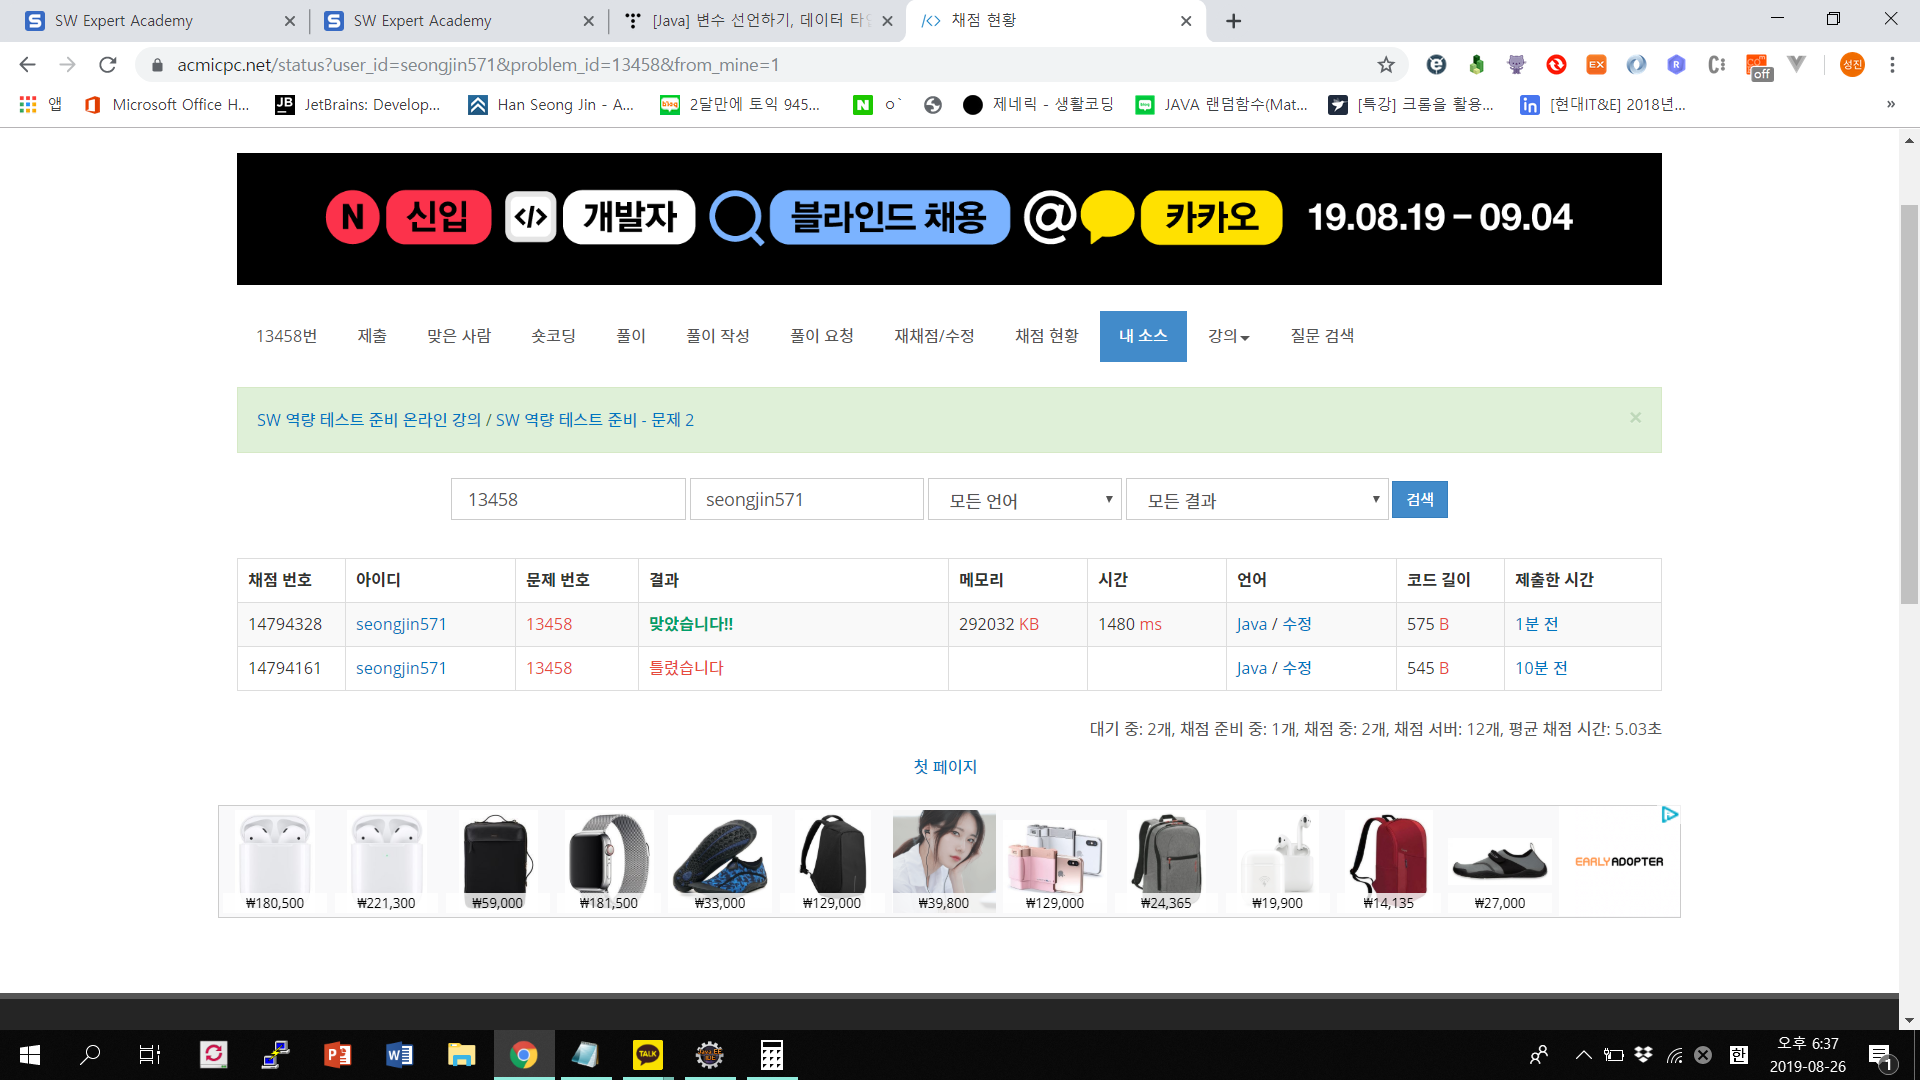 SW Expert Academy
SW Expert Academy
[Java] 변수 선언하기, 데이터 타입
채점 현황
acmicpc.net/status?user_id=seongjin571&problem_id=13458&from_mine=1
EX
R
off
성진
앱
Microsoft Office H...
JB JetBrains: Develop...
Han Seong Jin - A...
blog 2달만에 토익 945...
N ㅇ`
제네릭 - 생활코딩
JAVA 랜덤함수(Mat...
[특강] 크롬을 활용...
in [현대IT&E] 2018년...
»
N 신입 </> 개발자 블라인드 채용 @ 카카오 19.08.19 – 09.04
13458번 제출 맞은 사람 숏코딩 풀이 풀이 작성 풀이 요청 재채점/수정 채점 현황 내 소스 강의 질문 검색
SW 역량 테스트 준비 온라인 강의 / SW 역량 테스트 준비 - 문제 2
×
13458 seongjin571 모든 언어 모든 결과 검색
채점 번호 아이디 문제 번호 결과 메모리 시간 언어 코드 길이 제출한 시간
14794328 seongjin571 13458 맞았습니다!! 292032 KB 1480 ms Java / 수정 575 B 1분 전
14794161 seongjin571 13458 틀렸습니다 Java / 수정 545 B 10분 전
대기 중: 2개, 채점 준비 중: 1개, 채점 중: 2개, 채점 서버: 12개, 평균 채점 시간: 5.03초
첫 페이지
₩180,500 ₩221,300 ₩59,000 ₩181,500 ₩33,000 ₩129,000 ₩39,800 ₩129,000 ₩24,365 ₩19,900 ₩14,135 ₩27,000
EARLYADOPTER
TALK
한
오후 6:37
2019-08-26
1